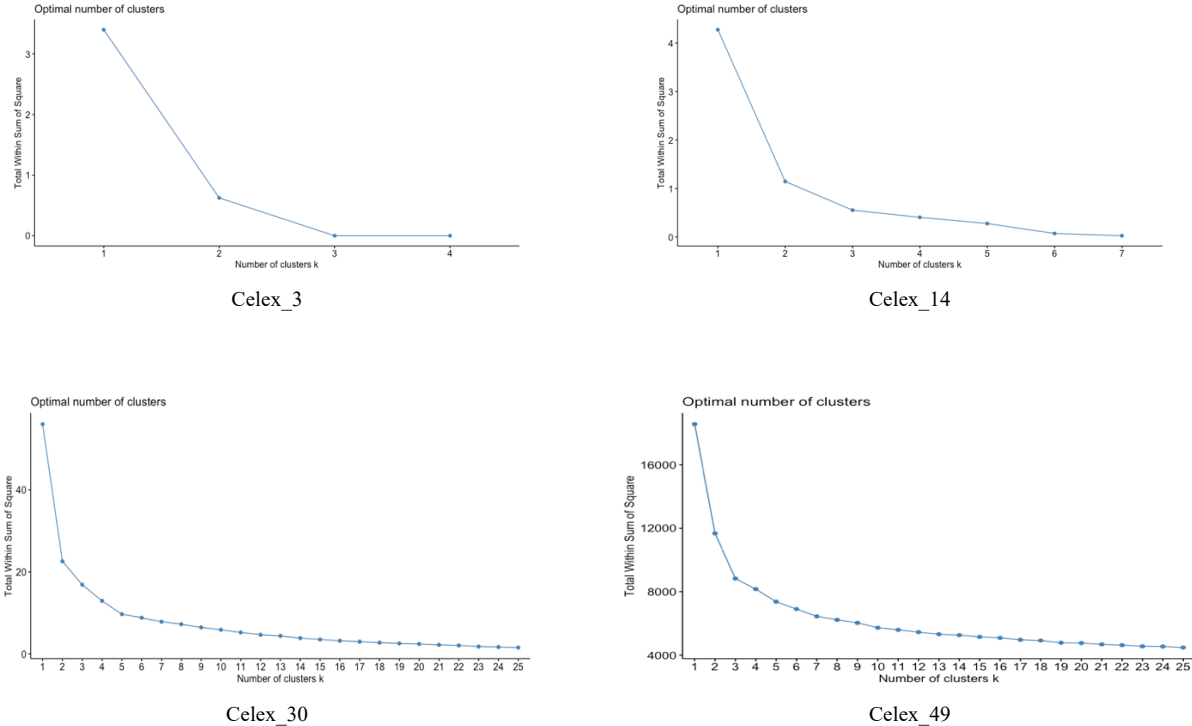 Optimal number of clusters
Total Within Sum of Square
3
2
1
0
1 2 3 4
Number of clusters k
Celex_3
Optimal number of clusters
Total Within Sum of Square
4
3
2
1
0
1 2 3 4 5 6 7
Number of clusters k
Celex_14
Optimal number of clusters
Total Within Sum of Square
40
20
0
1 2 3 4 5 6 7 8 9 10 11 12 13 14 15 16 17 18 19 20 21 22 23 24 25
Number of clusters k
Celex_30
Optimal number of clusters
Total Within Sum of Square
16000
12000
8000
4000
1 2 3 4 5 6 7 8 9 10 11 12 13 14 15 16 17 18 19 20 21 22 23 24 25
Number of clusters k
Celex_49